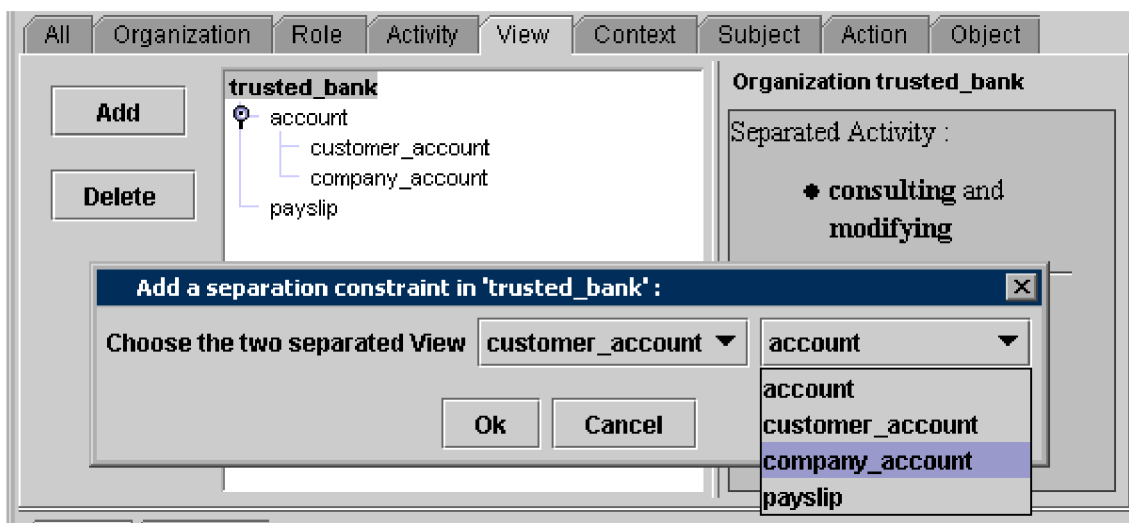 All Organization Role Activity View Context Subject Action Object
Add
Delete
trusted_bank
account
customer_account
company_account
payslip
Organization trusted_bank
Separated Activity :
consulting and
modifying
Add a separation constraint in 'trusted_bank' :
Choose the two separated View customer_account account
account
customer_account
company_account
payslip
Ok Cancel